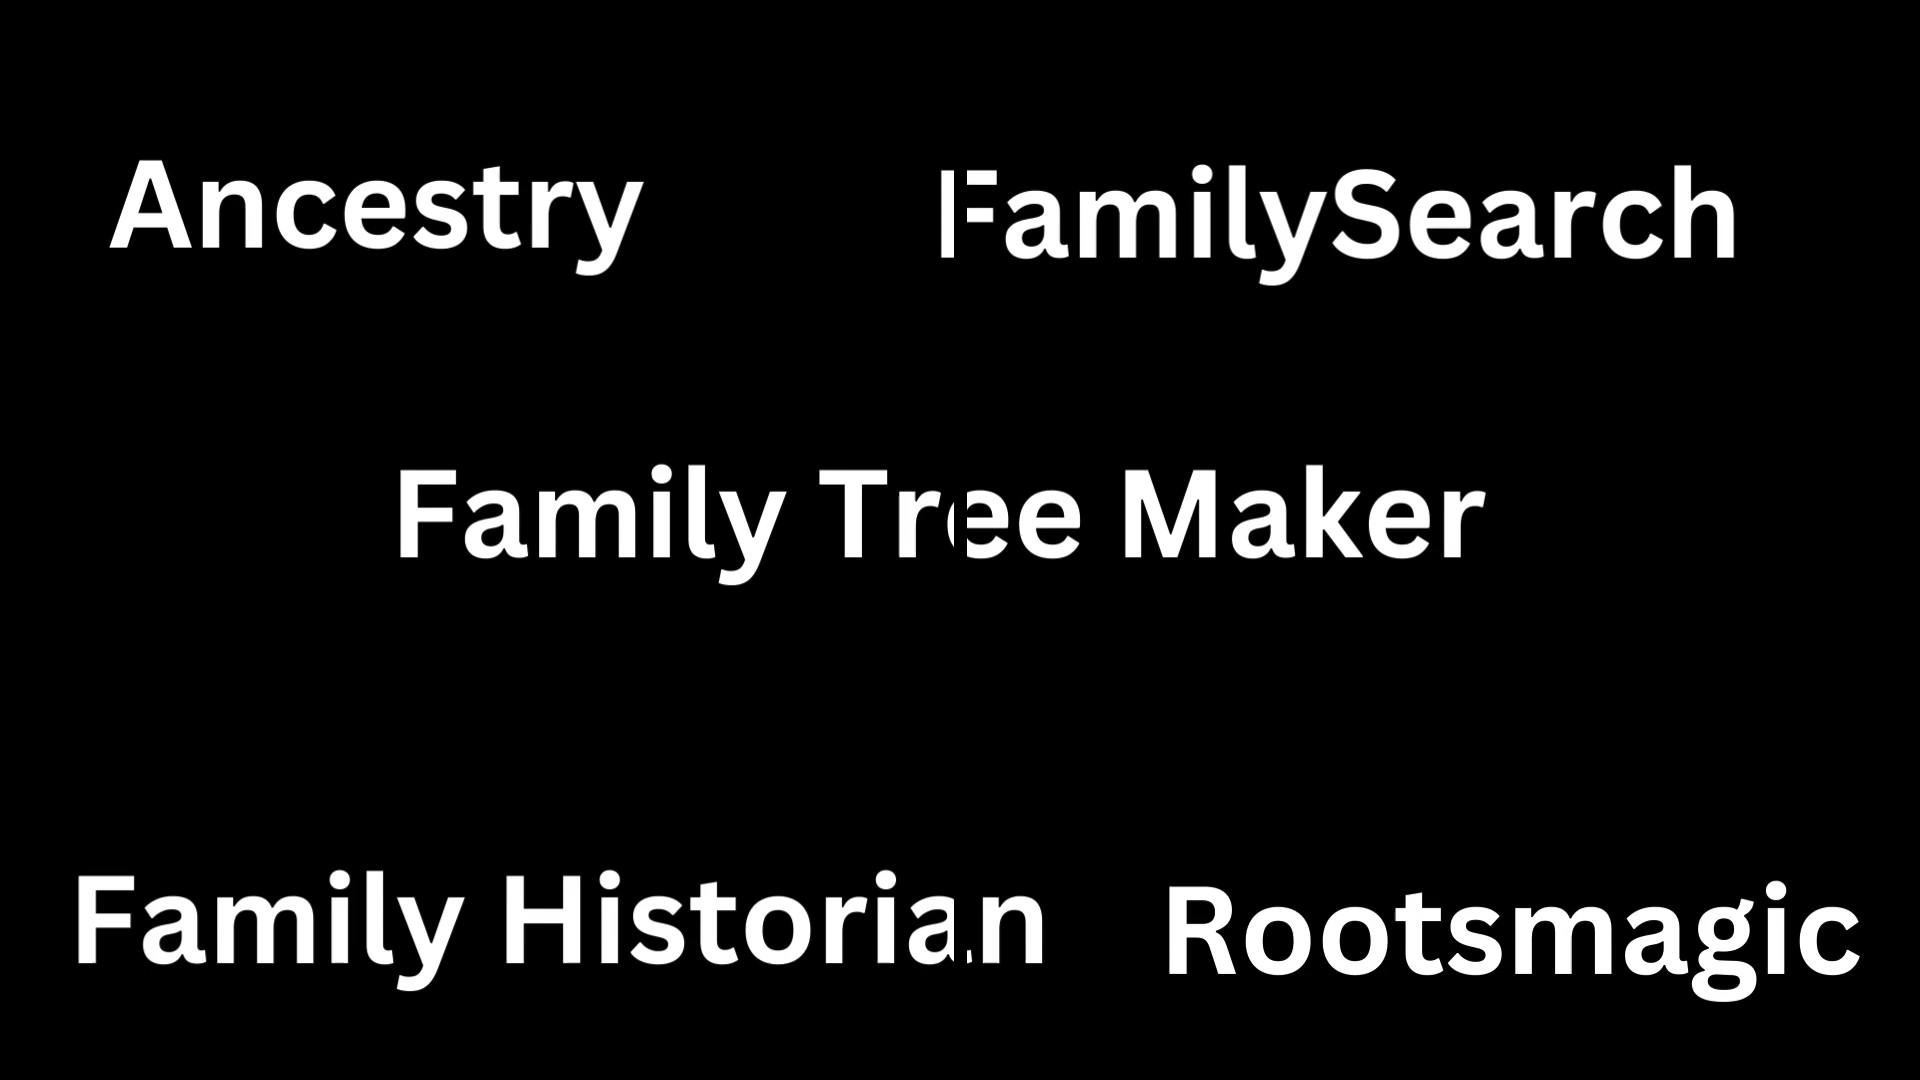 Ancestry
FamilySearch
Family Tree Maker
Family Historian
Rootsmagic